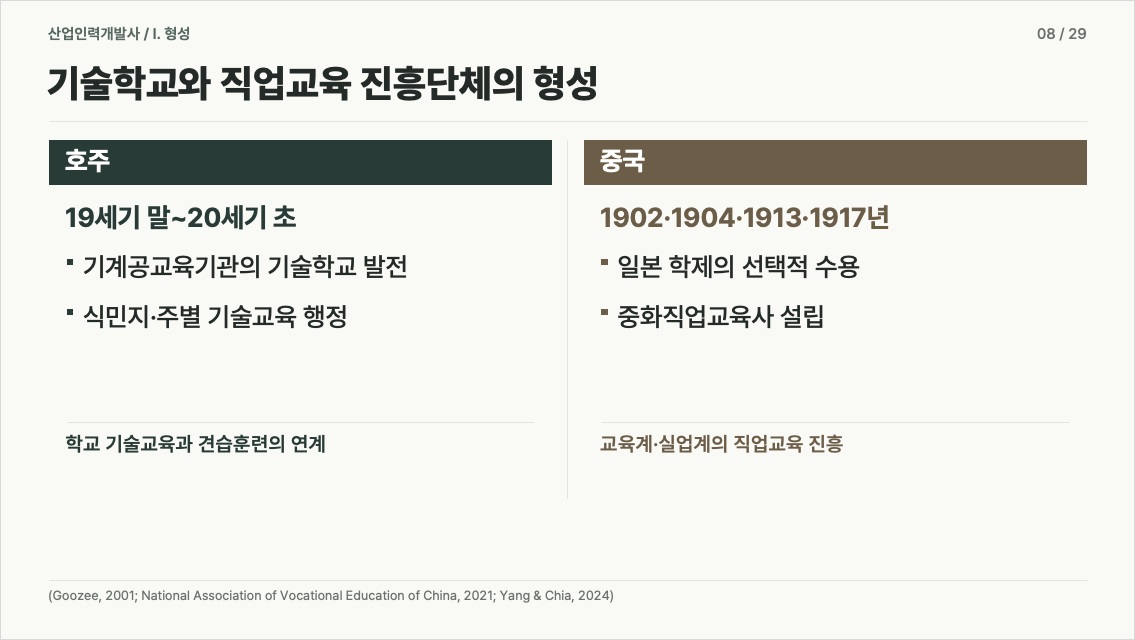 산업인력개발사 / I. 형성
08 / 29
기술학교와 직업교육 진흥단체의 형성
호주
19세기 말~20세기 초
기계공교육기관의 기술학교 발전
식민지·주별 기술교육 행정
학교 기술교육과 견습훈련의 연계
중국
1902·1904·1913·1917년
일본 학제의 선택적 수용
중화직업교육사 설립
교육계·실업계의 직업교육 진흥
(Goozee, 2001; National Association of Vocational Education of China, 2021; Yang & Chia, 2024)